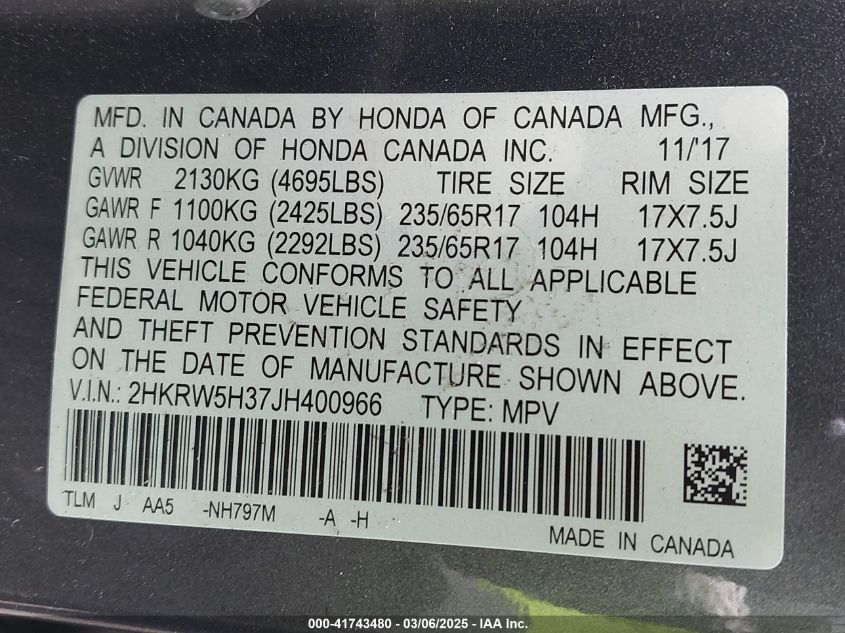 MFD. IN CANADA BY HONDA OF CANADA MFG.,
A DIVISION OF HONDA CANADA INC. 11/'17
GVWR 2130KG (4695LBS) TIRE SIZE RIM SIZE
GAWR F 1100KG (2425LBS) 235/65R17 104H 17X7.5J
GAWR R 1040KG (2292LBS) 235/65R17 104H 17X7.5J
THIS VEHICLE CONFORMS TO ALL APPLICABLE
FEDERAL MOTOR VEHICLE SAFETY
AND THEFT PREVENTION STANDARDS IN EFFECT
ON THE DATE OF MANUFACTURE SHOWN ABOVE.
V.I.N.: 2HKRW5H37JH400966 TYPE: MPV
TLM J AA5 -NH797M -A -H
MADE IN CANADA
000-41743480 - 03/06/2025 - IAA Inc.